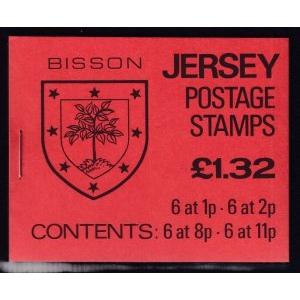 BISSON
JERSEY
POSTAGE
STAMPS
£1.32
6 at 1p · 6 at 2p
CONTENTS: 6 at 8p · 6 at 11p